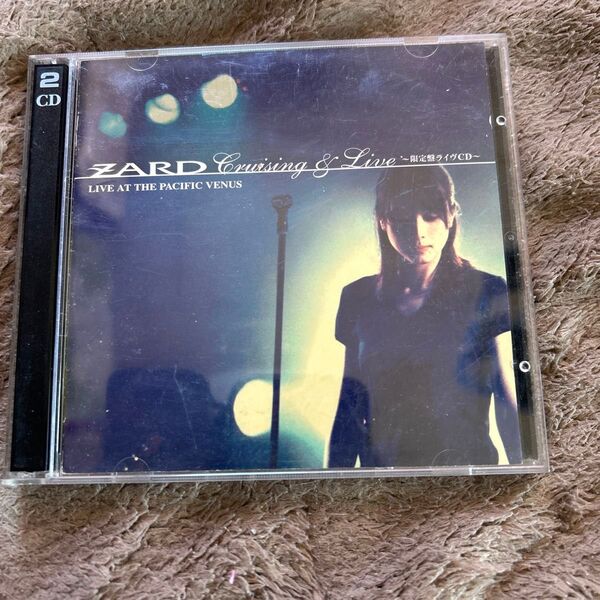 2
CD
ZARD Cruising & Live ～限定盤ライヴCD～
LIVE AT THE PACIFIC VENUS